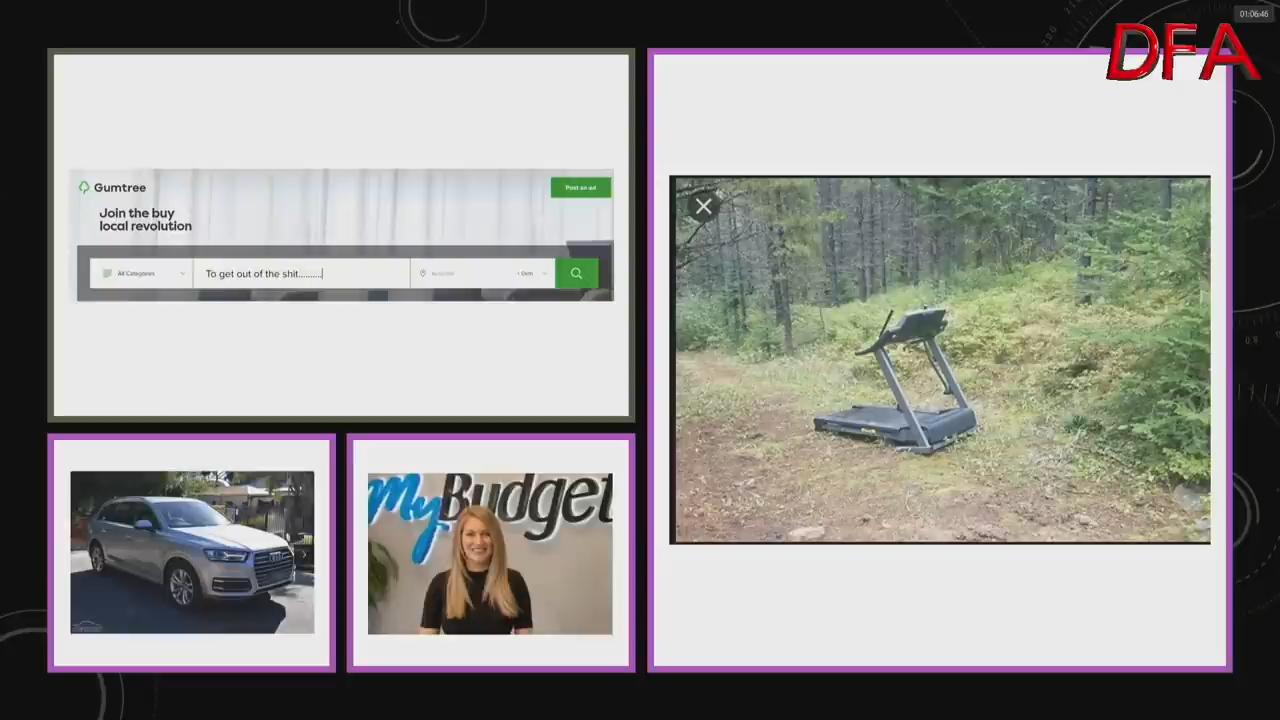 01:06:46
DFA
Gumtree
Post an ad
Join the buy
local revolution
All Categories
To get out of the shit.........
+ 0km
MyBudget